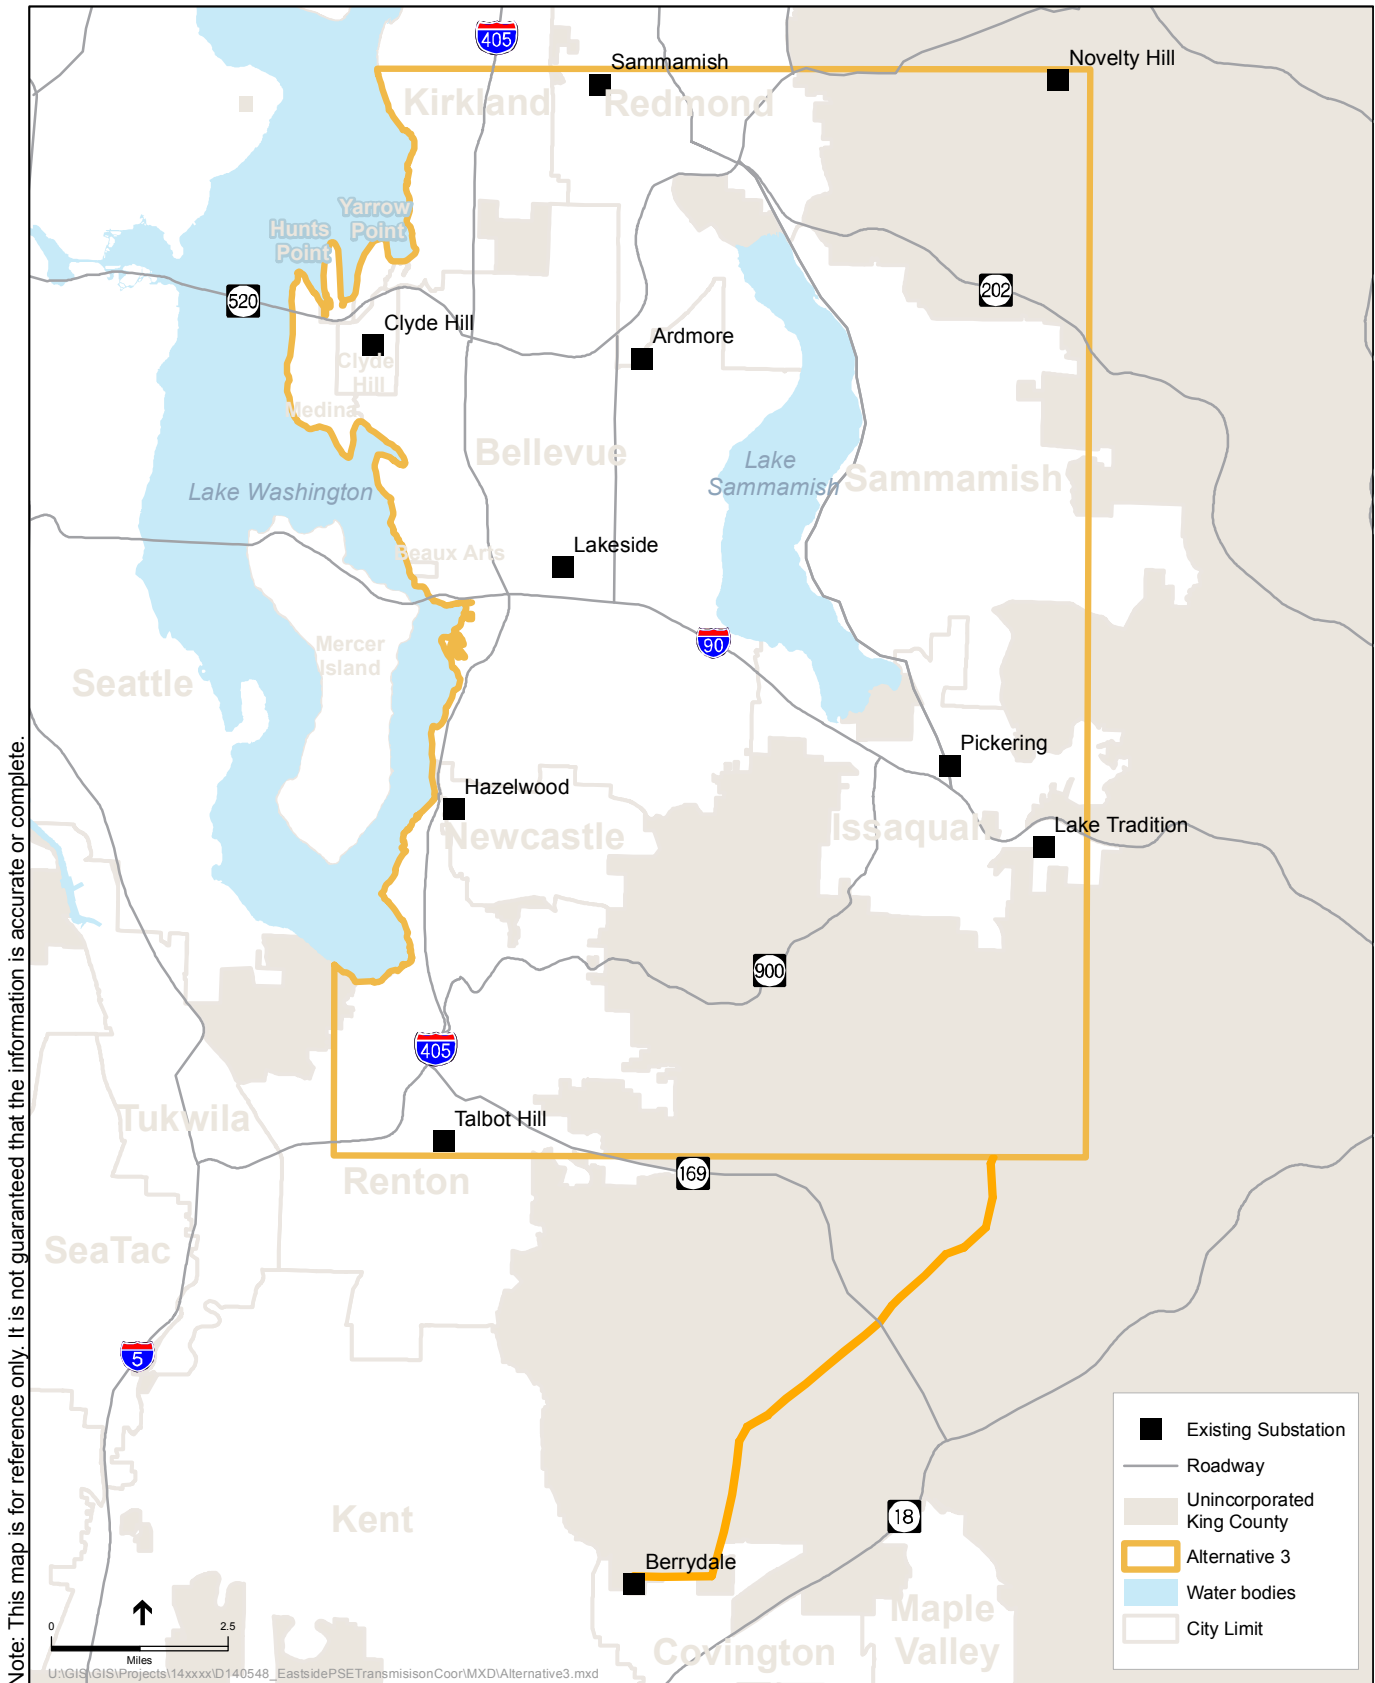 405
Sammamish
Novelty Hill
Kirkland
Redmond
Yarrow
Point
Hunts
Point
520
202
Clyde Hill
Ardmore
Clyde
Hill
Medina
Bellevue
Lake
Sammamish
Sammamish
Lake Washington
Lakeside
Beaux Arts
90
Mercer
Island
Seattle
Pickering
Hazelwood
Newcastle
Issaquah
Lake Tradition
900
405
Talbot Hill
Tukwila
169
Renton
SeaTac
5
Kent
18
Berrydale
Maple
Valley
Covington
Existing Substation
Roadway
Unincorporated
King County
Alternative 3
Water bodies
City Limit
0 2.5
Miles
U:\GIS\GIS\Projects\14xxxx\D140548_EastsidePSETransmisisonCoor\MXD\Alternative3.mxd
Note: This map is for reference only. It is not guaranteed that the information is accurate or complete.